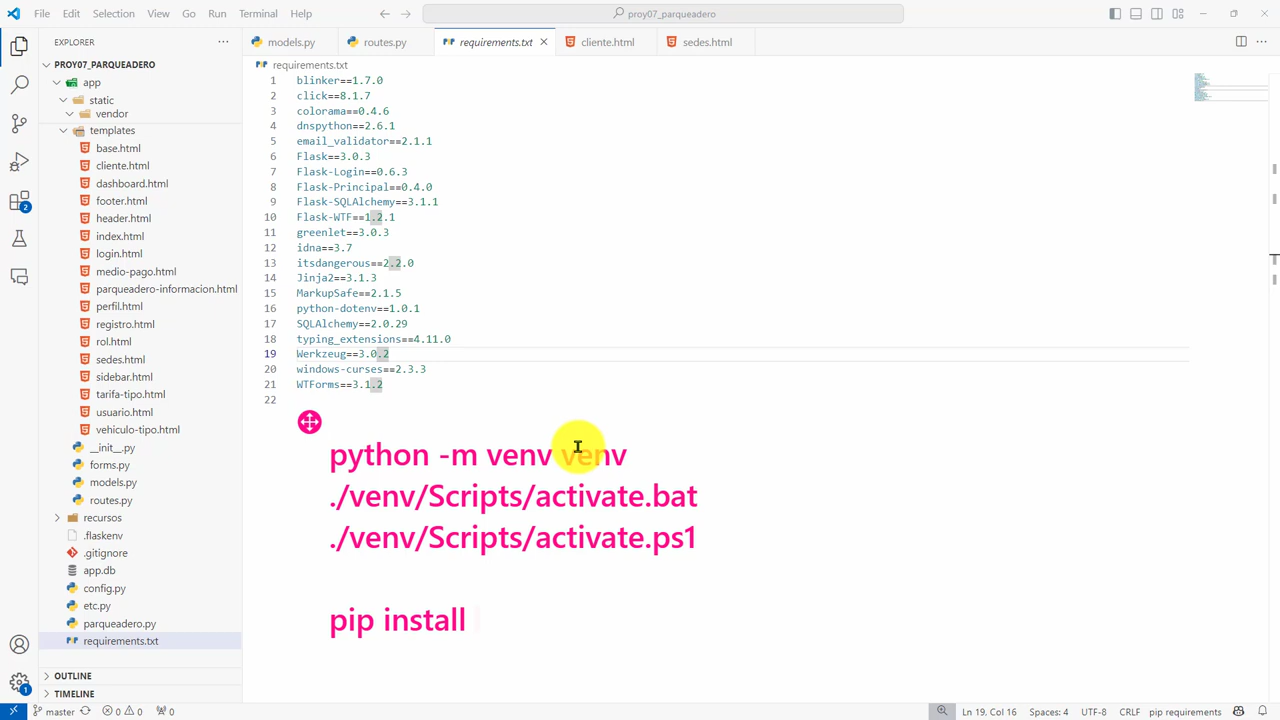 File Edit Selection View Go Run Terminal Help
proy07_parqueadero
EXPLORER
models.py
routes.py
requirements.txt
cliente.html
sedes.html
PROY07_PARQUEADERO
app
static
vendor
templates
base.html
cliente.html
dashboard.html
footer.html
header.html
index.html
login.html
medio-pago.html
parqueadero-informacion.html
perfil.html
registro.html
rol.html
sedes.html
sidebar.html
tarifa-tipo.html
usuario.html
vehiculo-tipo.html
__init__.py
forms.py
models.py
routes.py
recursos
.flaskenv
.gitignore
app.db
config.py
etc.py
parqueadero.py
requirements.txt
OUTLINE
TIMELINE
requirements.txt
1 blinker==1.7.0
2 click==8.1.7
3 colorama==0.4.6
4 dnspython==2.6.1
5 email_validator==2.1.1
6 Flask==3.0.3
7 Flask-Login==0.6.3
8 Flask-Principal==0.4.0
9 Flask-SQLAlchemy==3.1.1
10 Flask-WTF==1.2.1
11 greenlet==3.0.3
12 idna==3.7
13 itsdangerous==2.2.0
14 Jinja2==3.1.3
15 MarkupSafe==2.1.5
16 python-dotenv==1.0.1
17 SQLAlchemy==2.0.29
18 typing_extensions==4.11.0
19 Werkzeug==3.0.2
20 windows-curses==2.3.3
21 WTForms==3.1.2
22
python -m venv venv
./venv/Scripts/activate.bat
./venv/Scripts/activate.ps1
pip install
2
1
master 0 0 0 Ln 19, Col 16 Spaces: 4 UTF-8 CRLF pip requirements